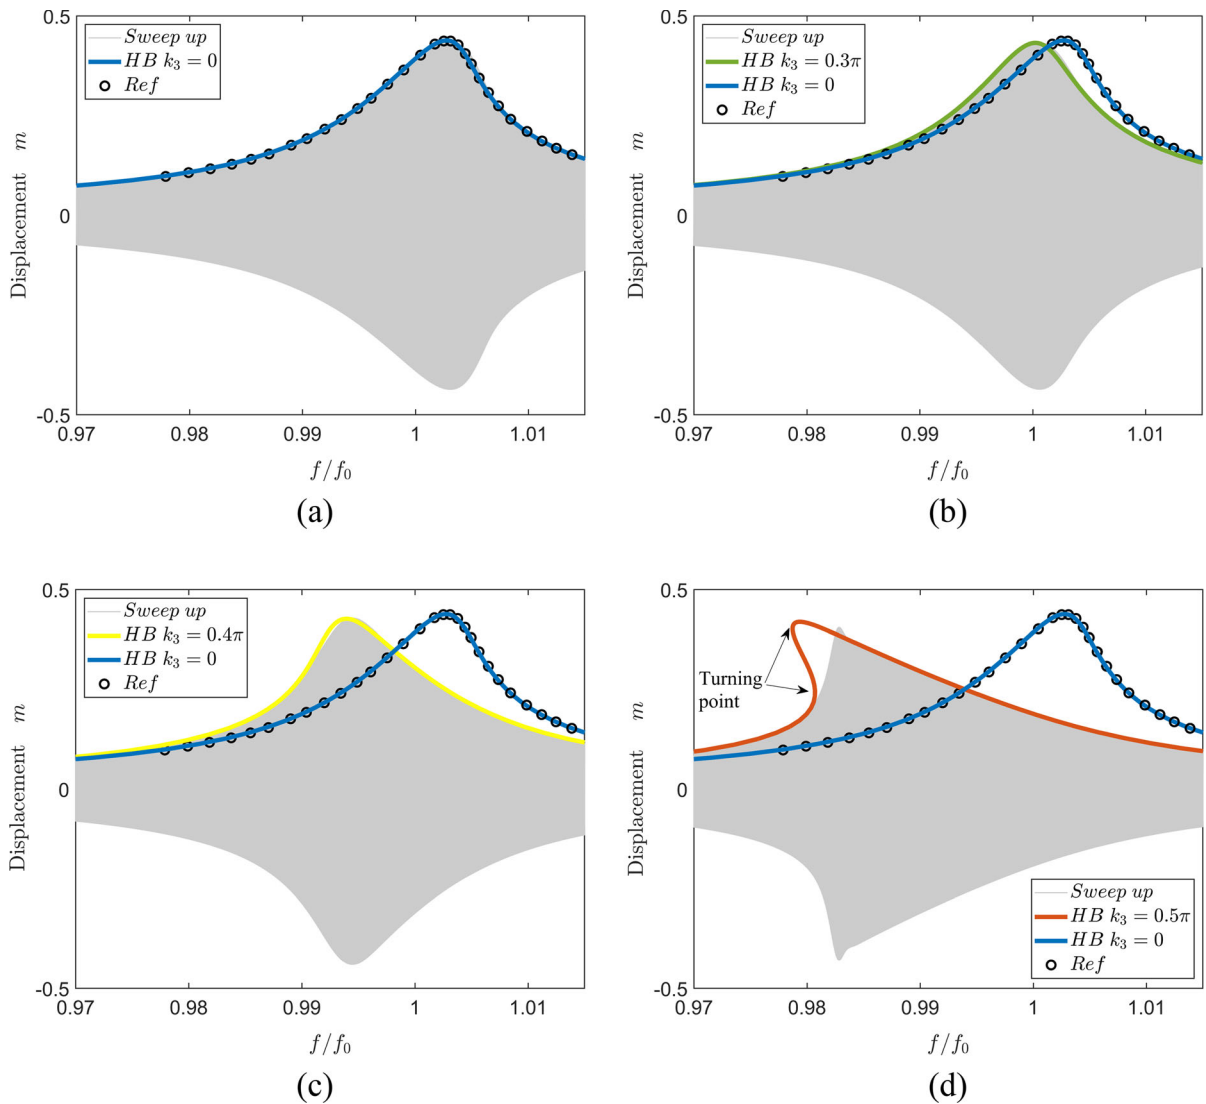 0.5
Sweep up
HB k₃ = 0
Ref
Displacement m
0
-0.5
0.97 0.98 0.99 1 1.01
f/f₀
(a)
0.5
Sweep up
HB k₃ = 0.3π
HB k₃ = 0
Ref
Displacement m
0
-0.5
0.97 0.98 0.99 1 1.01
f/f₀
(b)
0.5
Sweep up
HB k₃ = 0.4π
HB k₃ = 0
Ref
Displacement m
0
-0.5
0.97 0.98 0.99 1 1.01
f/f₀
(c)
0.5
Turning
point
Displacement m
0
Sweep up
HB k₃ = 0.5π
HB k₃ = 0
Ref
-0.5
0.97 0.98 0.99 1 1.01
f/f₀
(d)